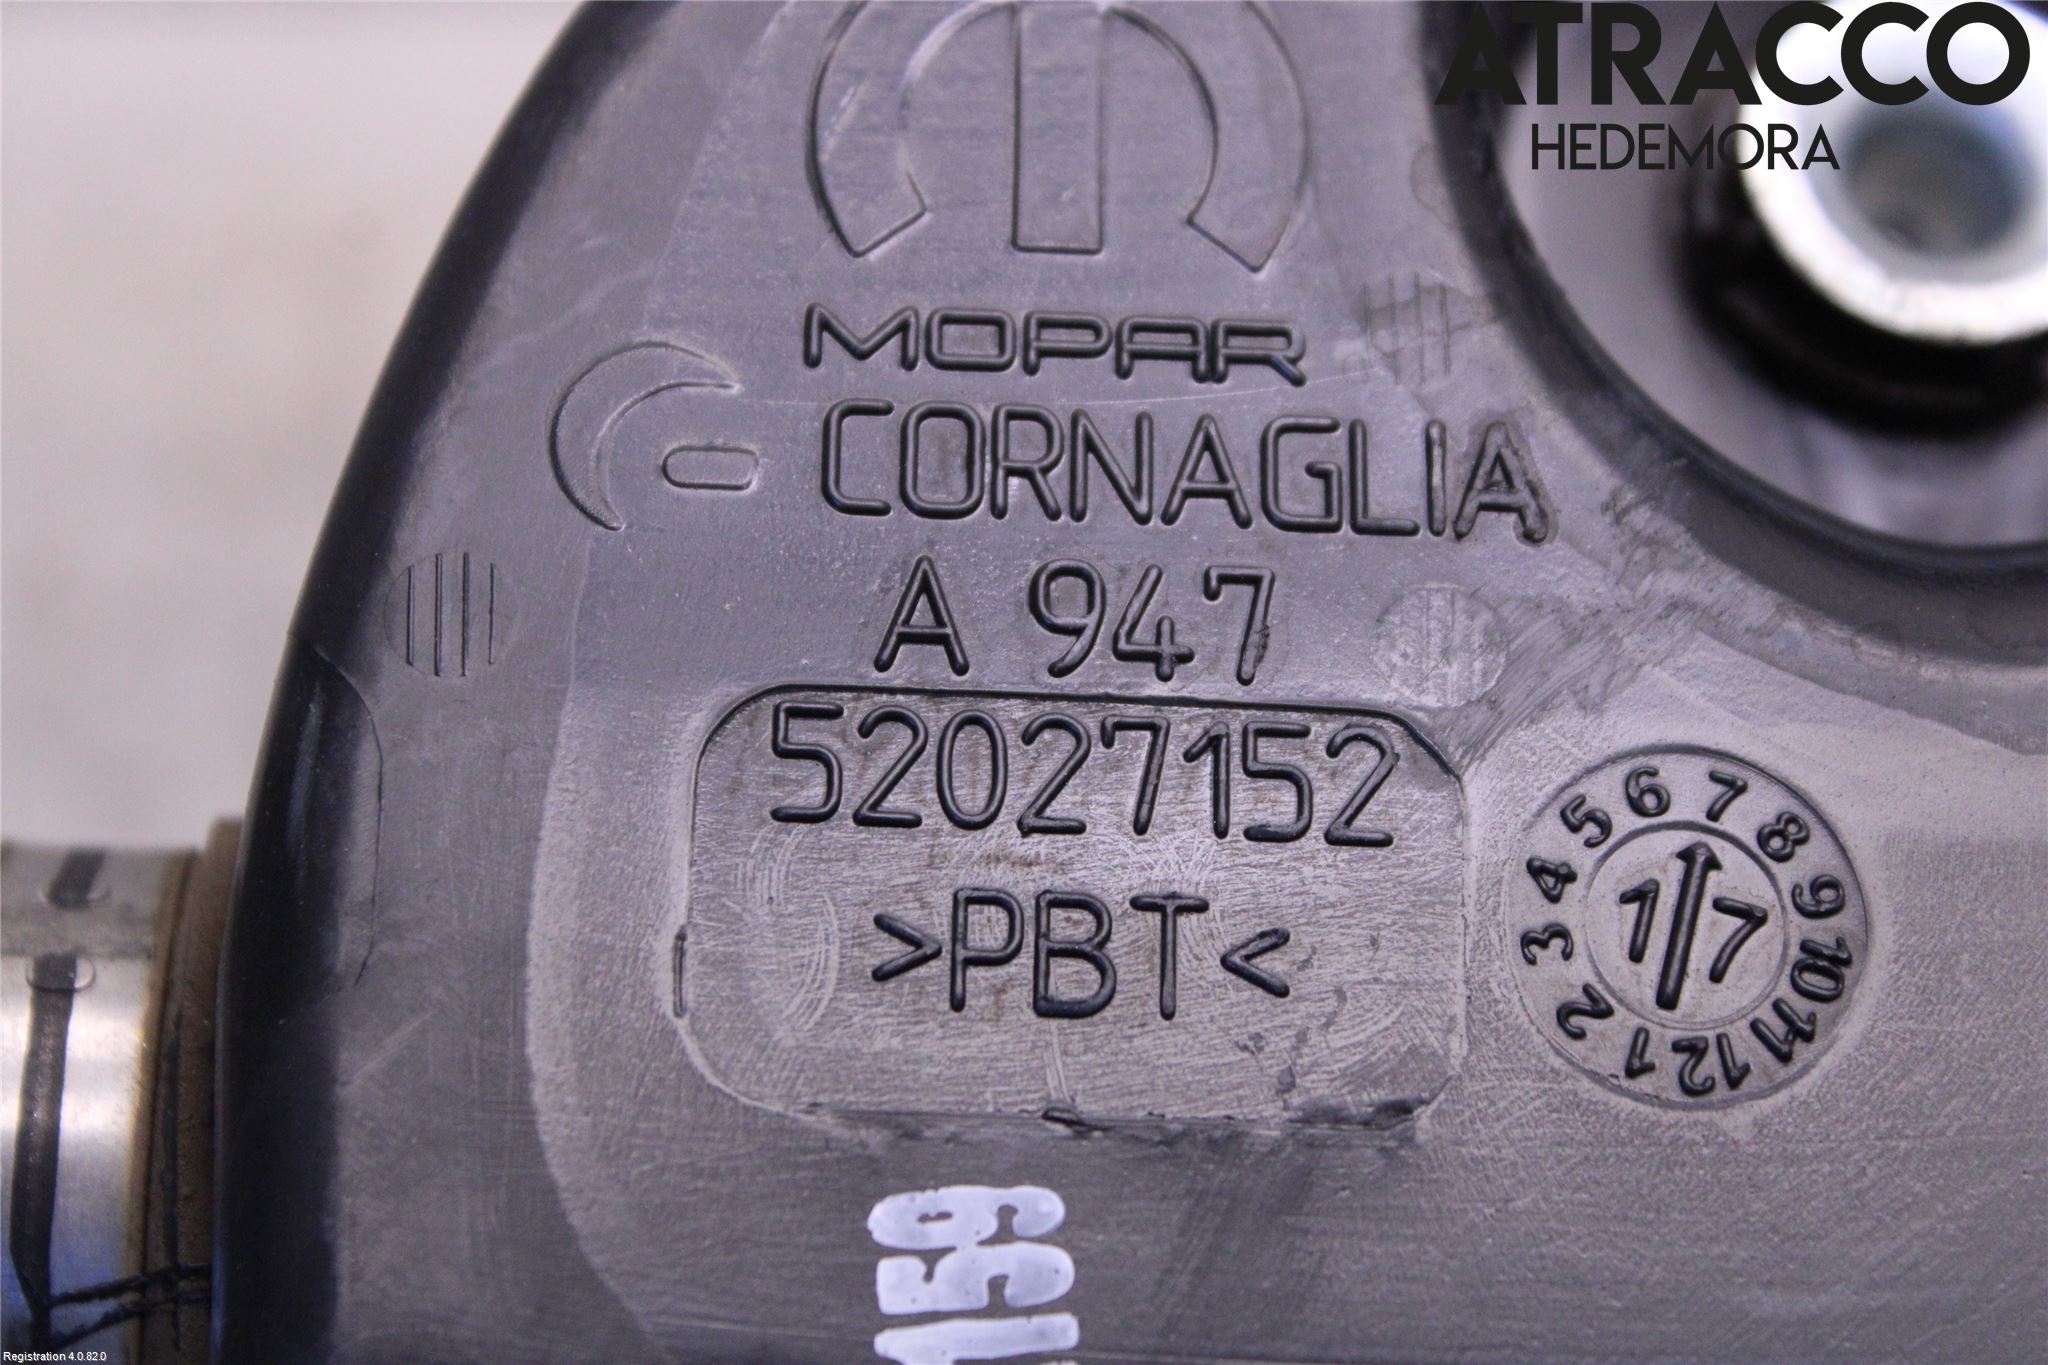 ATRACCO
HEDEMORA
MOPAR
CORNAGLIA
A 947
52027152
>PBT<
1 2 3 4 5 6 7 8 9 10 11 12
17
159
Registration 4.0.82.0